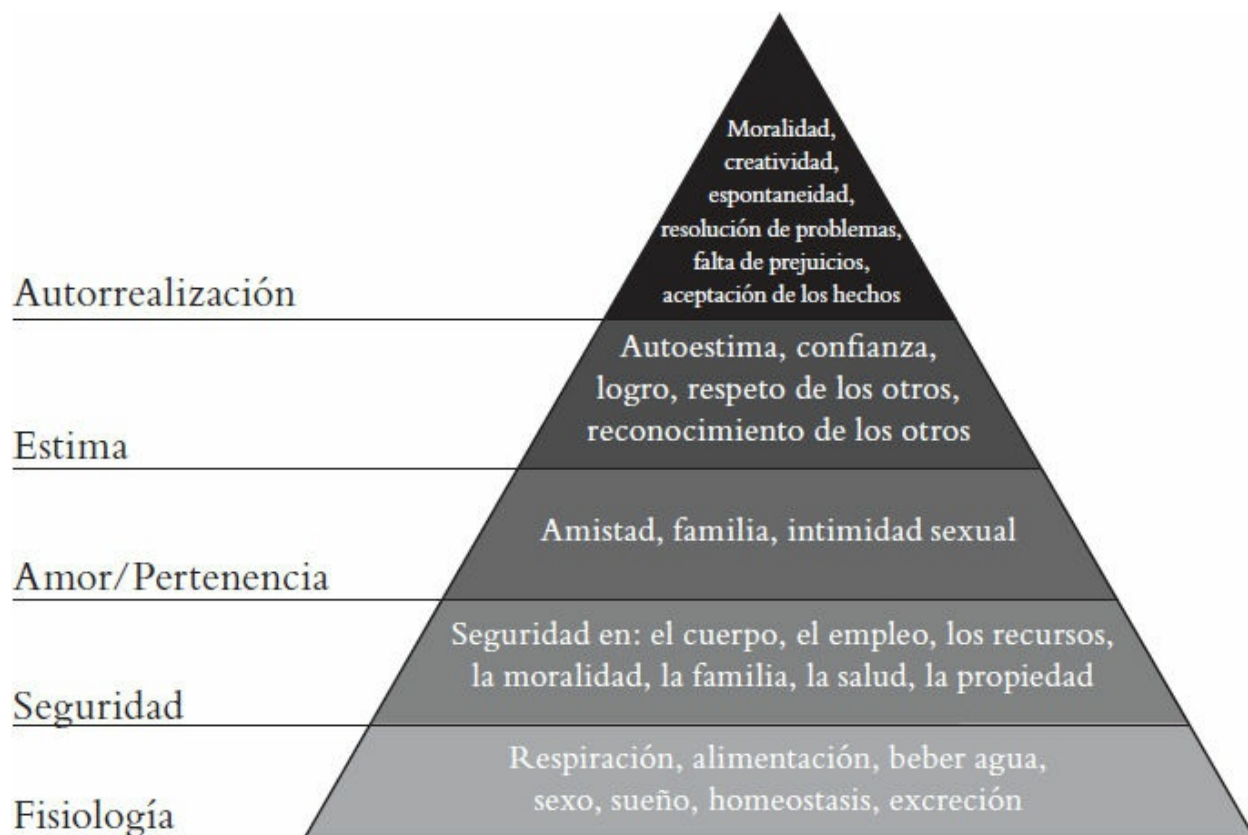 Moralidad,
creatividad,
espontaneidad,
resolución de problemas,
falta de prejuicios,
aceptación de los hechos
Autorrealización
Autoestima, confianza,
logro, respeto de los otros,
reconocimiento de los otros
Estima
Amistad, familia, intimidad sexual
Amor/Pertenencia
Seguridad en: el cuerpo, el empleo, los recursos,
la moralidad, la familia, la salud, la propiedad
Seguridad
Respiración, alimentación, beber agua,
sexo, sueño, homeostasis, excreción
Fisiología